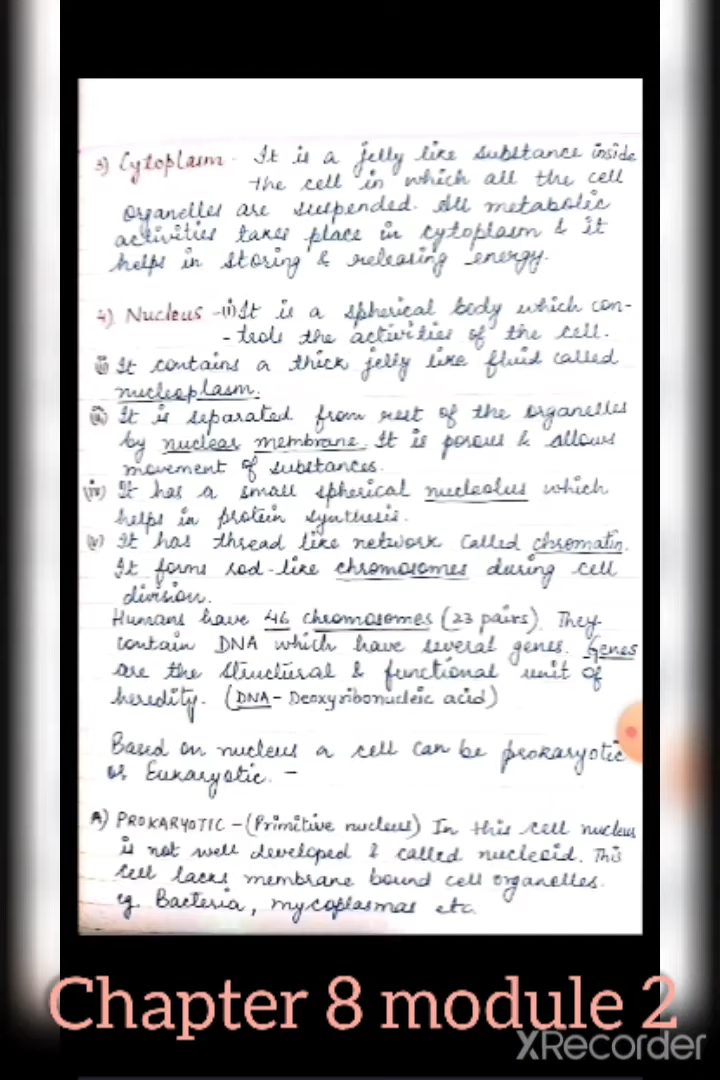 3) Cytoplasm - It is a jelly like substance inside
the cell in which all the cell
organelles are suspended. All metabolic
activities takes place in cytoplasm & it
helps in storing & releasing energy.
4) Nucleus - (i) It is a spherical body which con-
-trols the activities of the cell.
(ii) It contains a thick jelly like fluid called
nucleoplasm.
(iii) It is separated from rest of the organelles
by nuclear membrane. It is porous & allows
movement of substances.
(iv) It has a small spherical nucleolus which
helps in protein synthesis.
(v) It has thread like network called chromatin.
It forms rod-like chromosomes during cell
division.
Humans have 46 chromosomes (23 pairs). They
contain DNA which have several genes. Genes
are the structural & functional unit of
heredity. (DNA - Deoxyribonucleic acid)
Based on nucleus a cell can be prokaryotic
or Eukaryotic. -
A) PROKARYOTIC - (Primitive nucleus) In this cell nucleus
is not well developed & called nucleoid. This
cell lacks membrane bound cell organelles.
eg. Bacteria, mycoplasmas etc.
Chapter 8 module 2
XRecorder